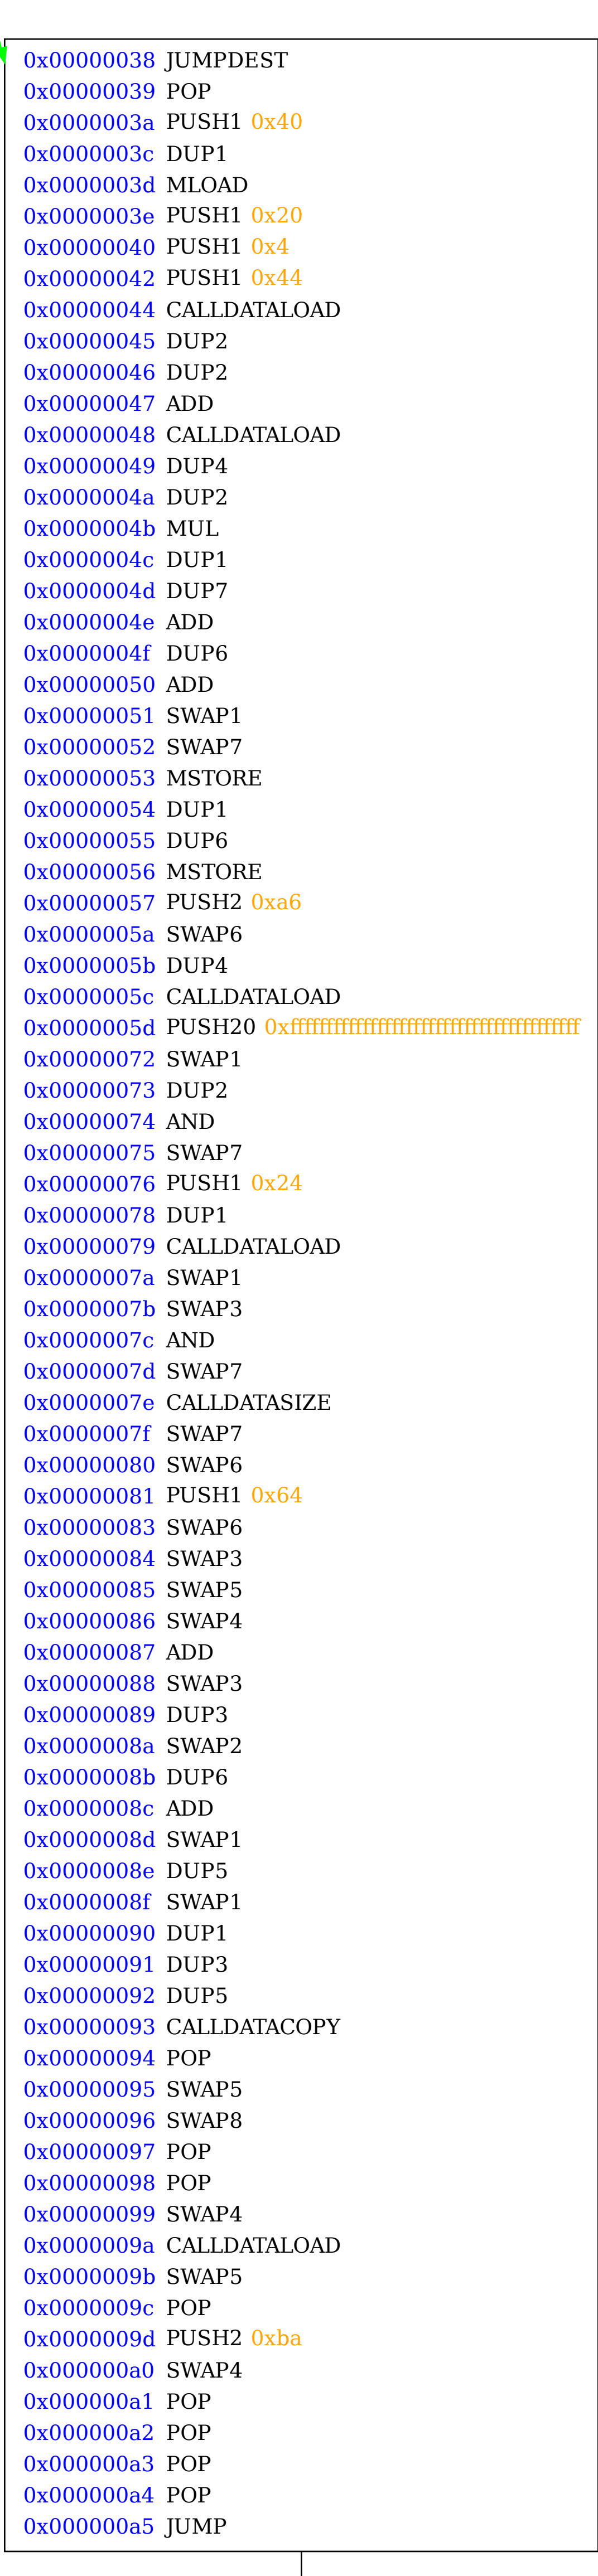 0x00000038 JUMPDEST
0x00000039 POP
0x0000003a PUSH1 0x40
0x0000003c DUP1
0x0000003d MLOAD
0x0000003e PUSH1 0x20
0x00000040 PUSH1 0x4
0x00000042 PUSH1 0x44
0x00000044 CALLDATALOAD
0x00000045 DUP2
0x00000046 DUP2
0x00000047 ADD
0x00000048 CALLDATALOAD
0x00000049 DUP4
0x0000004a DUP2
0x0000004b MUL
0x0000004c DUP1
0x0000004d DUP7
0x0000004e ADD
0x0000004f DUP6
0x00000050 ADD
0x00000051 SWAP1
0x00000052 SWAP7
0x00000053 MSTORE
0x00000054 DUP1
0x00000055 DUP6
0x00000056 MSTORE
0x00000057 PUSH2 0xa6
0x0000005a SWAP6
0x0000005b DUP4
0x0000005c CALLDATALOAD
0x0000005d PUSH20 0xffffffffffffffffffffffffffffffffffffffff
0x00000072 SWAP1
0x00000073 DUP2
0x00000074 AND
0x00000075 SWAP7
0x00000076 PUSH1 0x24
0x00000078 DUP1
0x00000079 CALLDATALOAD
0x0000007a SWAP1
0x0000007b SWAP3
0x0000007c AND
0x0000007d SWAP7
0x0000007e CALLDATASIZE
0x0000007f SWAP7
0x00000080 SWAP6
0x00000081 PUSH1 0x64
0x00000083 SWAP6
0x00000084 SWAP3
0x00000085 SWAP5
0x00000086 SWAP4
0x00000087 ADD
0x00000088 SWAP3
0x00000089 DUP3
0x0000008a SWAP2
0x0000008b DUP6
0x0000008c ADD
0x0000008d SWAP1
0x0000008e DUP5
0x0000008f SWAP1
0x00000090 DUP1
0x00000091 DUP3
0x00000092 DUP5
0x00000093 CALLDATACOPY
0x00000094 POP
0x00000095 SWAP5
0x00000096 SWAP8
0x00000097 POP
0x00000098 POP
0x00000099 SWAP4
0x0000009a CALLDATALOAD
0x0000009b SWAP5
0x0000009c POP
0x0000009d PUSH2 0xba
0x000000a0 SWAP4
0x000000a1 POP
0x000000a2 POP
0x000000a3 POP
0x000000a4 POP
0x000000a5 JUMP